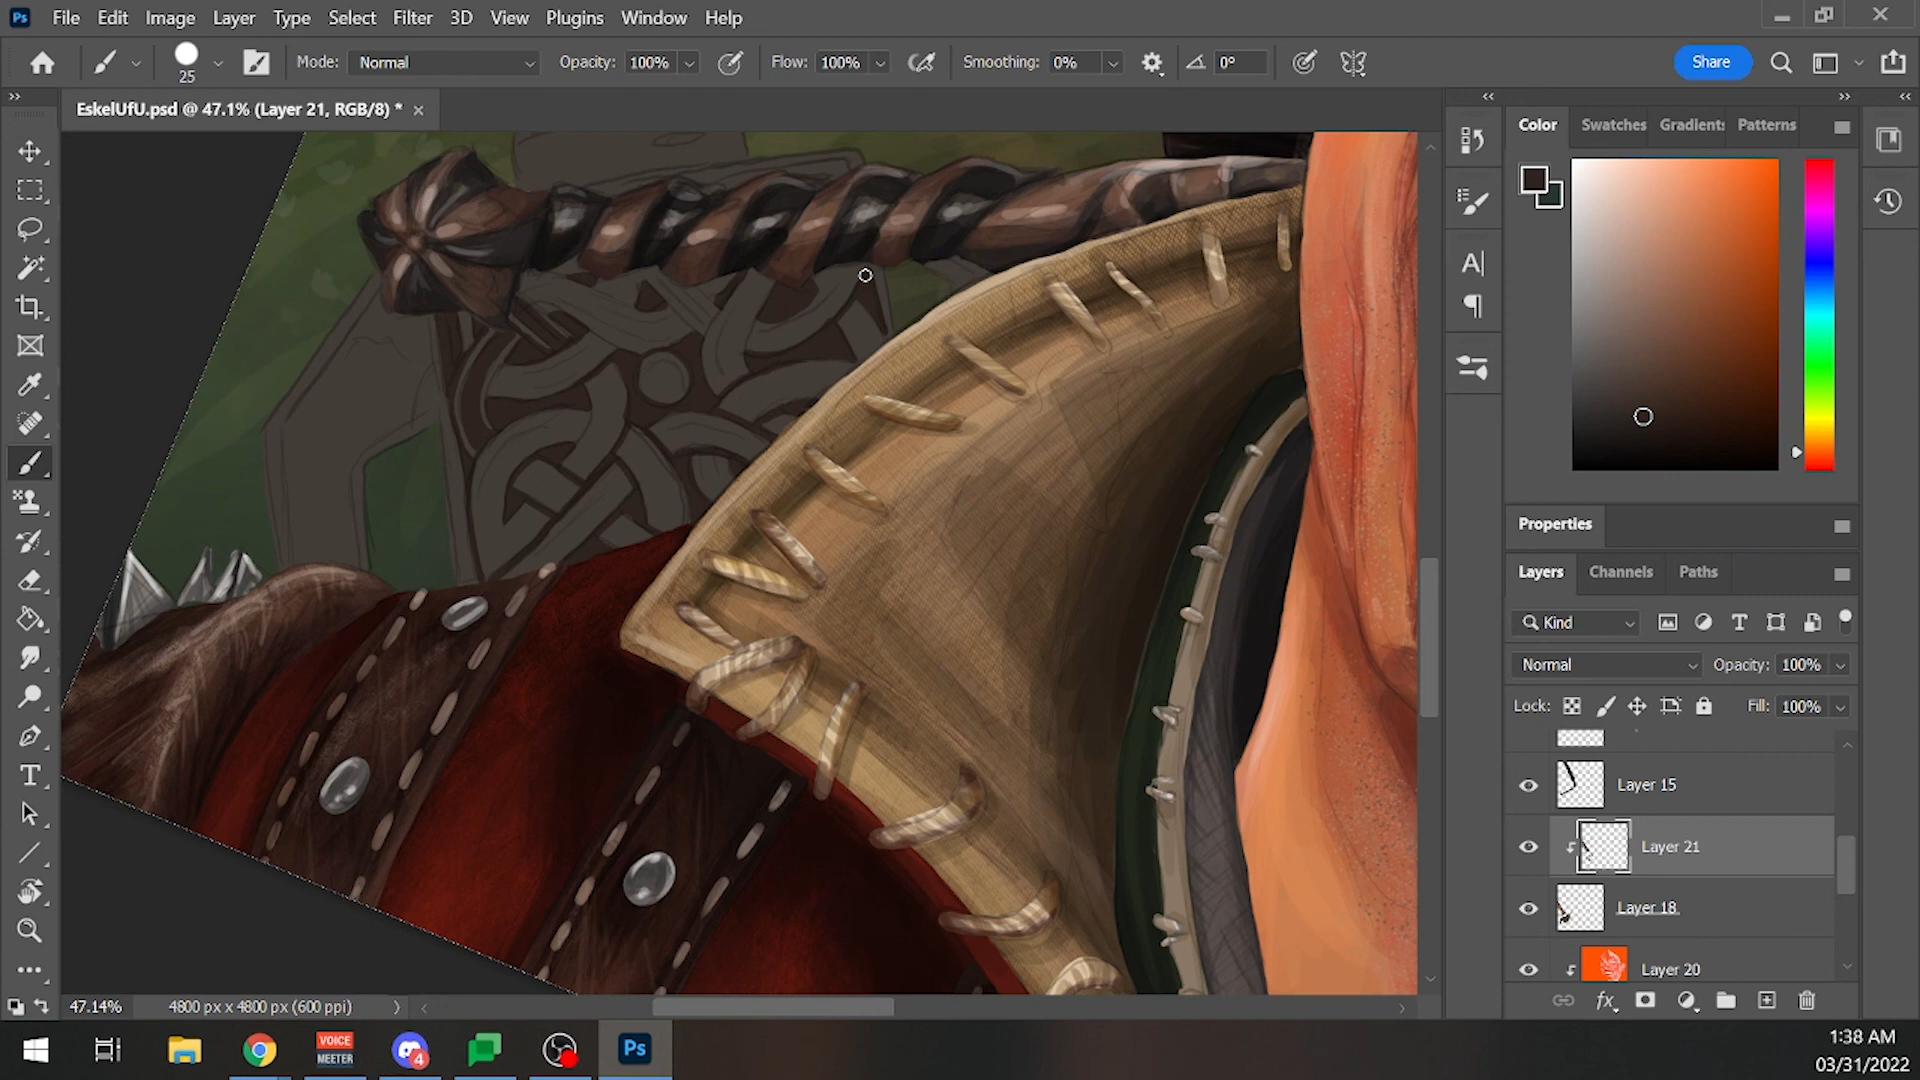 Ps File Edit Image Layer Type Select Filter 3D View Plugins Window Help
25 Mode: Normal Opacity: 100% Flow: 100% Smoothing: 0% 0° Share
EskelUfU.psd @ 47.1% (Layer 21, RGB/8) * ×
Color Swatches Gradients Patterns
Properties
Layers Channels Paths
Kind
Normal Opacity: 100%
Lock: Fill: 100%
Layer 15
Layer 21
Layer 18
Layer 20
fx
47.14% 4800 px x 4800 px (600 ppi)
VOICE
MEETER
4
Ps
1:38 AM
03/31/2022